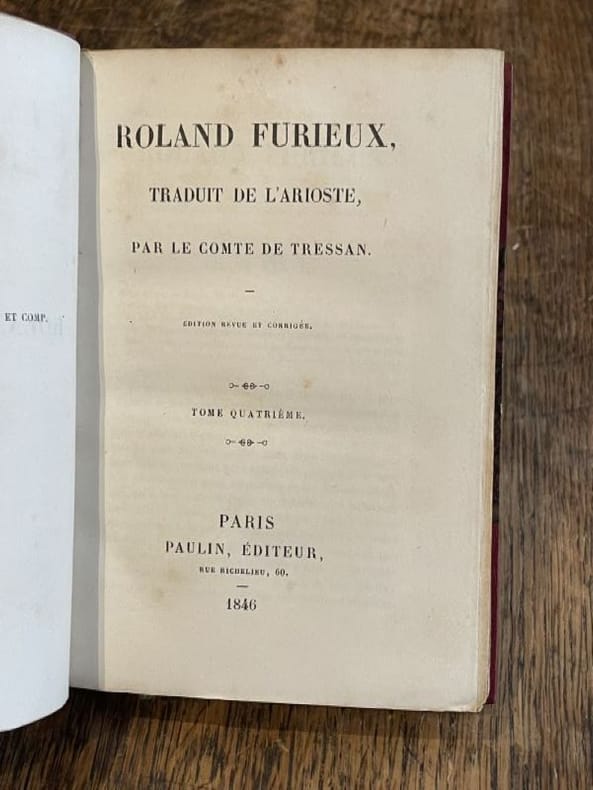 ET COMP.
ROLAND FURIEUX,
TRADUIT DE L'ARIOSTE,
PAR LE COMTE DE TRESSAN.
ÉDITION REVUE ET CORRIGÉE.
TOME QUATRIÈME.
PARIS
PAULIN, ÉDITEUR,
RUE RICHELIEU, 60.
1846